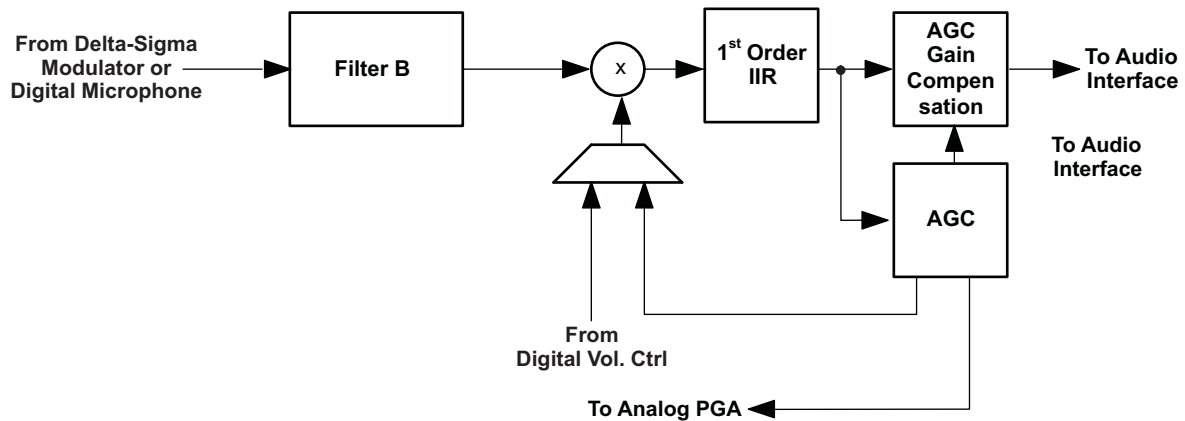 From Delta-Sigma
Modulator or
Digital Microphone
Filter B
x
1st Order
IIR
AGC
Gain
Compen
sation
To Audio
Interface
To Audio
Interface
AGC
From
Digital Vol. Ctrl
To Analog PGA